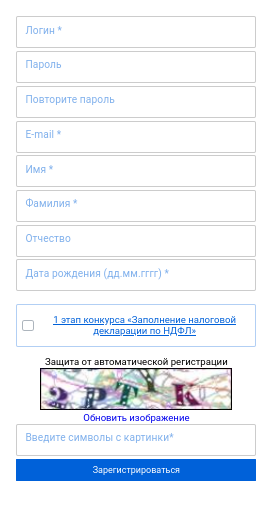 Логин *
Пароль
Повторите пароль
E-mail *
Имя *
Фамилия *
Отчество
Дата рождения (дд.мм.гггг) *
1 этап конкурса «Заполнение налоговой
декларации по НДФЛ»
Защита от автоматической регистрации
Обновить изображение
Введите символы с картинки*
Зарегистрироваться